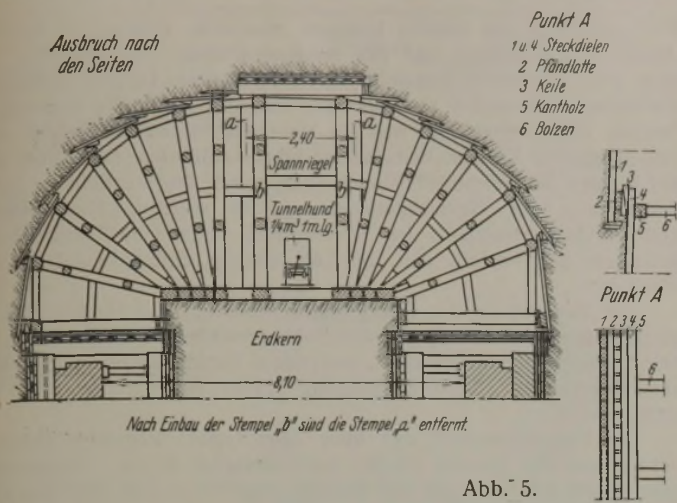 Ausbruch nach
den Seiten
a
a
2,40
Spannriegel
b
b
Tunnelhund
¼ m³ 1m.lg.
Erdkern
8,10
Nach Einbau der Stempel „b" sind die Stempel „a" entfernt.
Punkt A
1 u. 4 Steckdielen
2 Pfändlatte
3 Keile
5 Kantholz
6 Bolzen
1
3
2
4
5
6
Punkt A
1 2 3 4, 5
6
Abb. 5.